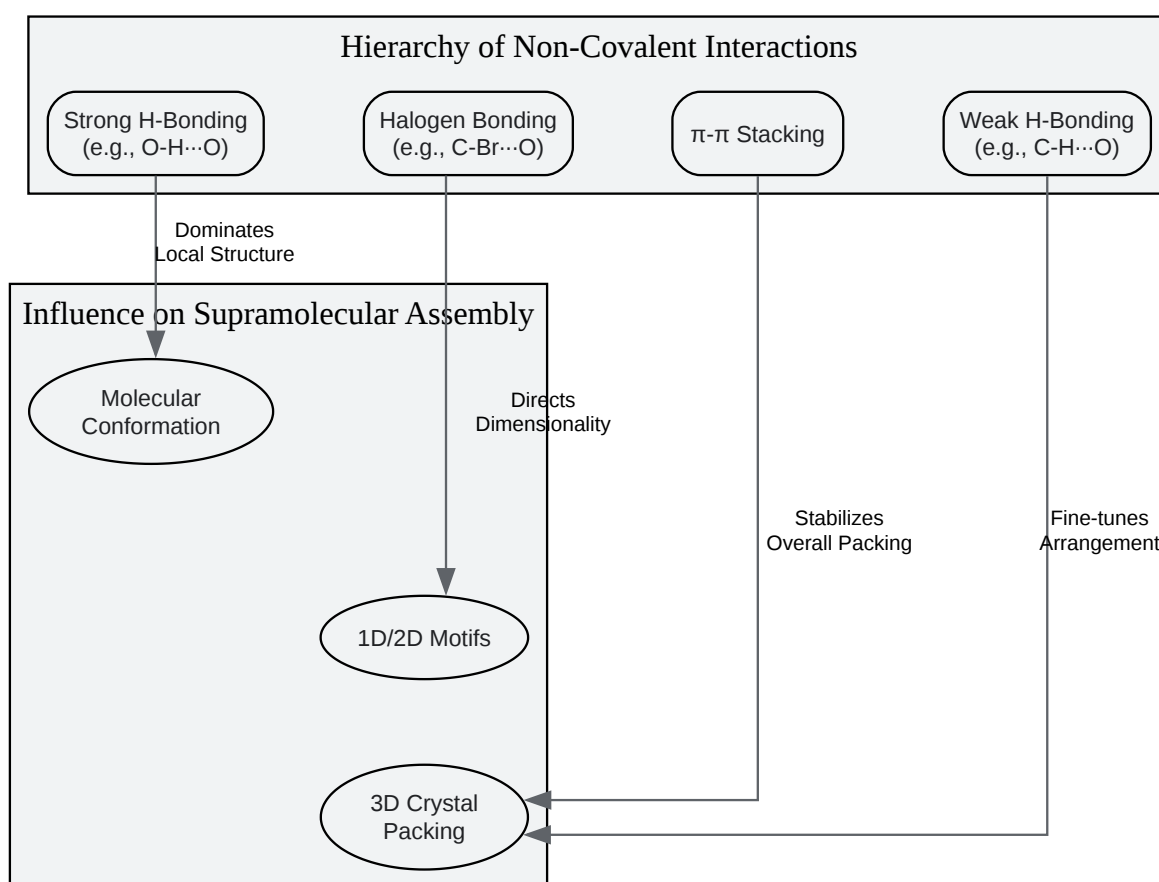 Hierarchy of Non-Covalent Interactions
Strong H-Bonding
(e.g., O-H···O)
Halogen Bonding
(e.g., C-Br···O)
π-π Stacking
Weak H-Bonding
(e.g., C-H···O)
Dominates
Local Structure
Influence on Supramolecular Assembly
Molecular
Conformation
Directs
Dimensionality
Stabilizes
Overall Packing
Fine-tunes
Arrangement
1D/2D Motifs
3D Crystal
Packing